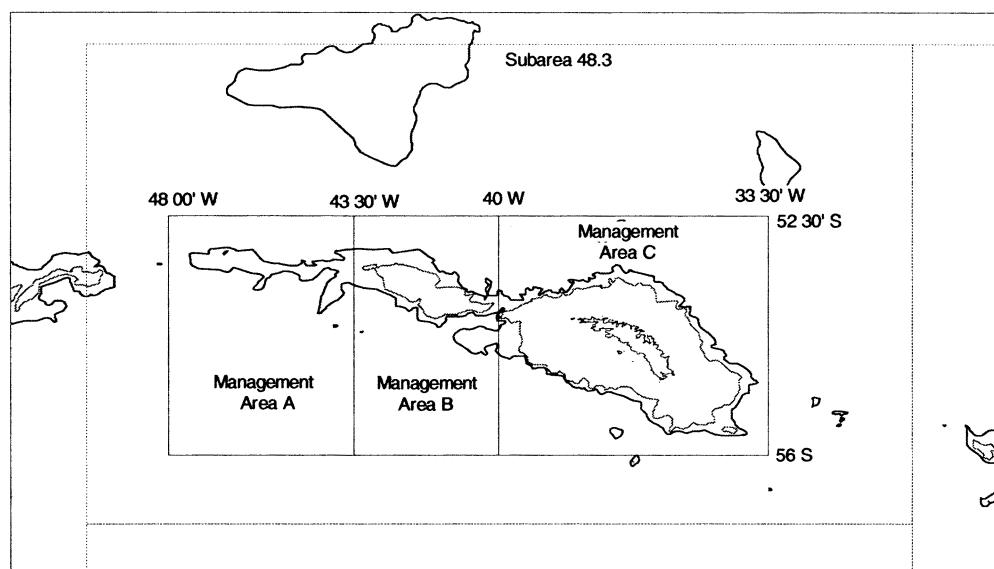 Subarea 48.3
48 00' W
43 30' W
40 W
33 30' W
52 30' S
Management
Area C
Management
Area A
Management
Area B
56 S